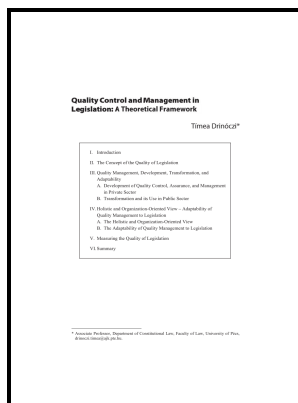 Quality Control and Management in
Legislation: A Theoretical Framework
Tímea Drinóczi*
I. Introduction
II. The Concept of the Quality of Legislation
III. Quality Management, Development, Transformation, and
Adaptability
A. Development of Quality Control, Assurance, and Management
in Private Sector
B. Transformation and its Use in Public Sector
IV. Holistic and Organization-Oriented View – Adaptability of
Quality Management to Legislation
A. The Holistic and Organization-Oriented View
B. The Adaptability of Quality Management to Legislation
V. Measuring the Quality of Legislation
VI. Summary
* Associate Professor, Department of Constitutional Law, Faculty of Law, University of Pécs,
drinoczi.timea@ajk.pte.hu.